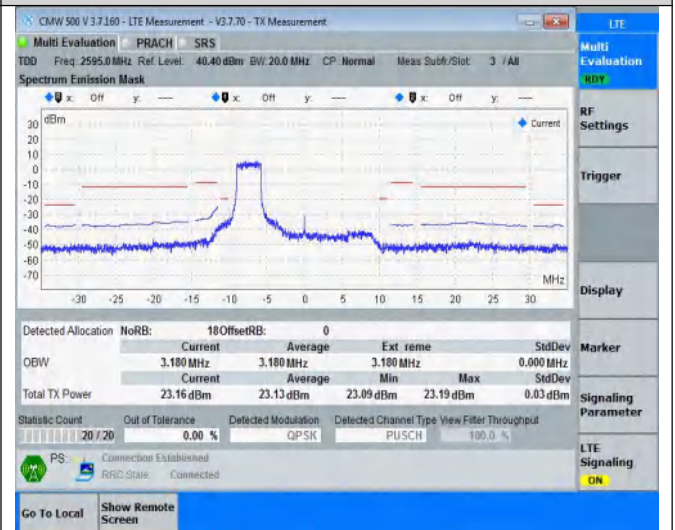 CMW 500 V 3.7.160 - LTE Measurement - V3.7.70 - TX Measurement
LTE
Multi Evaluation PRACH SRS
Multi Evaluation
RDY
TDD Freq: 2595.0 MHz Ref. Level: 40.40 dBm BW: 20.0 MHz CP: Normal Meas Subfr./Slot: 3 / All
Spectrum Emission Mask
x: Off y: --- x: Off y: --- x: Off y: ---
dBm
Current
30
20
10
0
-10
-20
-30
-40
-50
-60
-70
MHz
-30 -25 -20 -15 -10 -5 0 5 10 15 20 25 30
RF Settings
Trigger
Display
Marker
Signaling Parameter
LTE Signaling
ON
Detected Allocation NoRB: 18 OffsetRB: 0
Current Average Ext reme StdDev
OBW 3.180 MHz 3.180 MHz 3.180 MHz 0.000 MHz
Current Average Min Max StdDev
Total TX Power 23.16 dBm 23.13 dBm 23.09 dBm 23.19 dBm 0.03 dBm
Statistic Count Out of Tolerance Detected Modulation Detected Channel Type View Filter Throughput
20 / 20 0.00 % QPSK PUSCH 100.0 %
PS: Connection Established
RRC State: Connected
Go To Local
Show Remote Screen